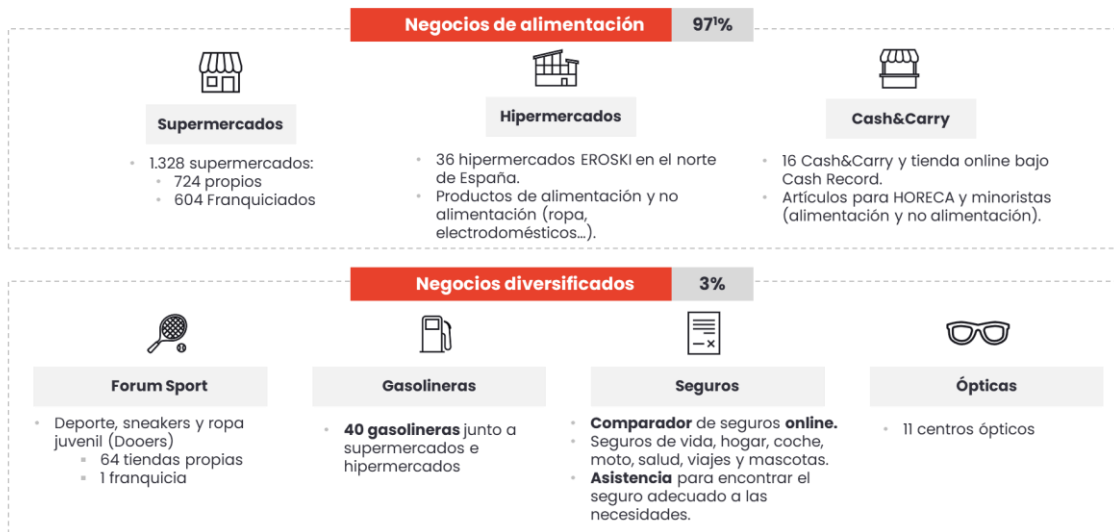 Negocios de alimentación 97¹%
Supermercados
• 1.328 supermercados:
• 724 propios
• 604 Franquiciados
Hipermercados
• 36 hipermercados EROSKI en el norte
de España.
• Productos de alimentación y no
alimentación (ropa,
electrodomésticos…).
Cash&Carry
• 16 Cash&Carry y tienda online bajo
Cash Record.
• Artículos para HORECA y minoristas
(alimentación y no alimentación).
Negocios diversificados 3%
Forum Sport
• Deporte, sneakers y ropa
juvenil (Dooers)
▪ 64 tiendas propias
▪ 1 franquicia
Gasolineras
• 40 gasolineras junto a
supermercados e
hipermercados
Seguros
• Comparador de seguros online.
• Seguros de vida, hogar, coche,
moto, salud, viajes y mascotas.
• Asistencia para encontrar el
seguro adecuado a las
necesidades.
Ópticas
• 11 centros ópticos